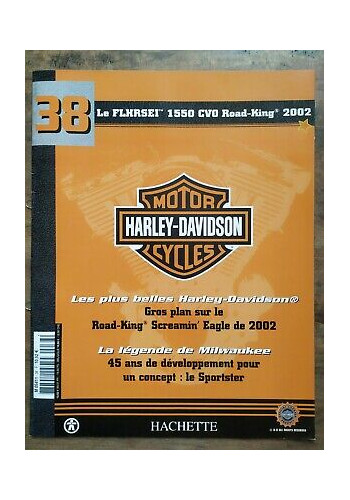 38
Le FLHRSEI™ 1550 CVO Road-King® 2002
MOTOR
HARLEY-DAVIDSON
CYCLES
Les plus belles Harley-Davidson®
Gros plan sur le
Road-King® Screamin' Eagle de 2002
La légende de Milwaukee
45 ans de développement pour
un concept : le Sportster
HACHETTE